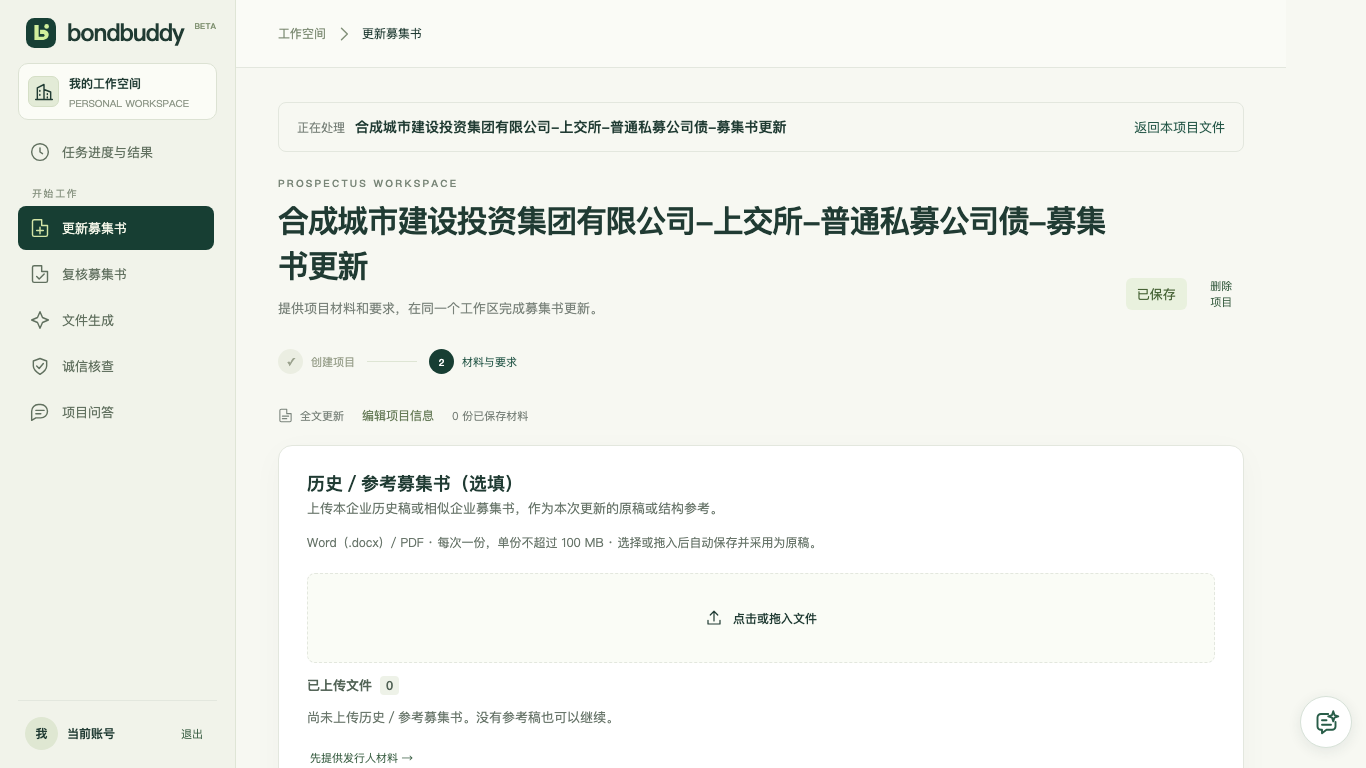 bondbuddy BETA
我的工作空间
PERSONAL WORKSPACE
任务进度与结果
开始工作
更新募集书
复核募集书
文件生成
诚信核查
项目问答
我 当前账号 退出
工作空间 > 更新募集书
正在处理 合成城市建设投资集团有限公司–上交所–普通私募公司债–募集书更新 返回本项目文件
PROSPECTUS WORKSPACE
合成城市建设投资集团有限公司–上交所–普通私募公司债–募集
书更新
提供项目材料和要求，在同一个工作区完成募集书更新。
已保存
删除
项目
✓ 创建项目 2 材料与要求
全文更新 编辑项目信息 0 份已保存材料
历史 / 参考募集书（选填）
上传本企业历史稿或相似企业募集书，作为本次更新的原稿或结构参考。
Word（.docx）/ PDF · 每次一份，单份不超过 100 MB · 选择或拖入后自动保存并采用为原稿。
点击或拖入文件
已上传文件 0
尚未上传历史 / 参考募集书。没有参考稿也可以继续。
先提供发行人材料 →